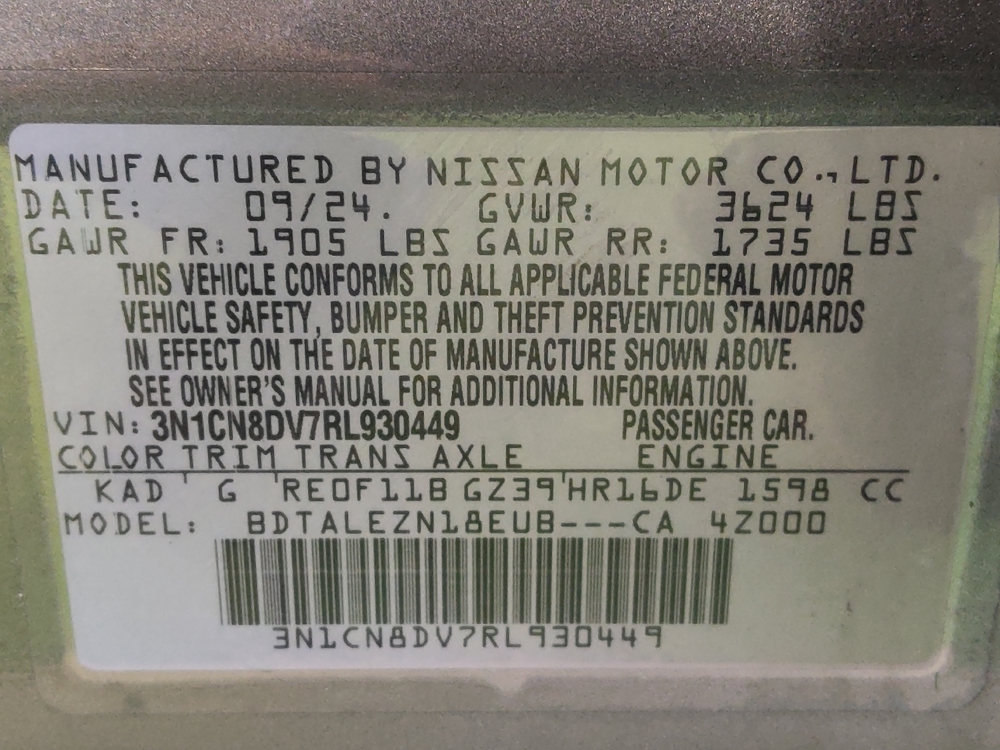 MANUFACTURED BY NISSAN MOTOR CO., LTD.
DATE: 09/24. GVWR: 3624 LBS
GAWR FR: 1905 LBS GAWR RR: 1735 LBS
THIS VEHICLE CONFORMS TO ALL APPLICABLE FEDERAL MOTOR
VEHICLE SAFETY, BUMPER AND THEFT PREVENTION STANDARDS
IN EFFECT ON THE DATE OF MANUFACTURE SHOWN ABOVE.
SEE OWNER'S MANUAL FOR ADDITIONAL INFORMATION.
VIN: 3N1CN8DV7RL930449 PASSENGER CAR.
COLOR TRIM TRANS AXLE ENGINE
KAD ' G 'RE0F11B GZ39'HR16DE 1598 CC
MODEL: BDTALEZN18EUB---CA 4Z000
3N1CN8DV7RL930449